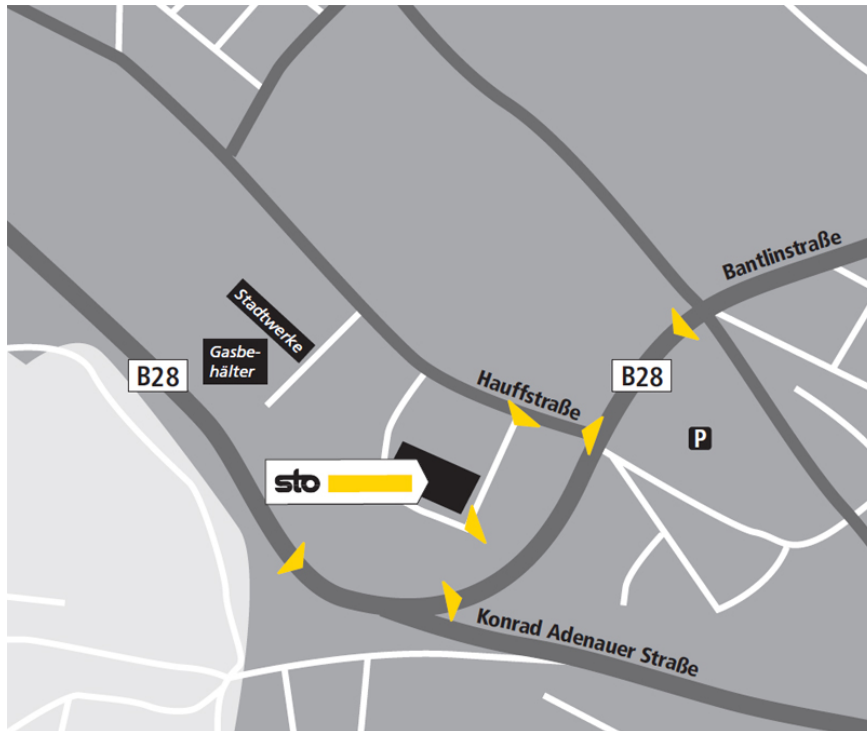 Bantlinstraße
Stadtwerke
Gasbe-
hälter
B28
B28
Hauffstraße
P
sto
Konrad Adenauer Straße